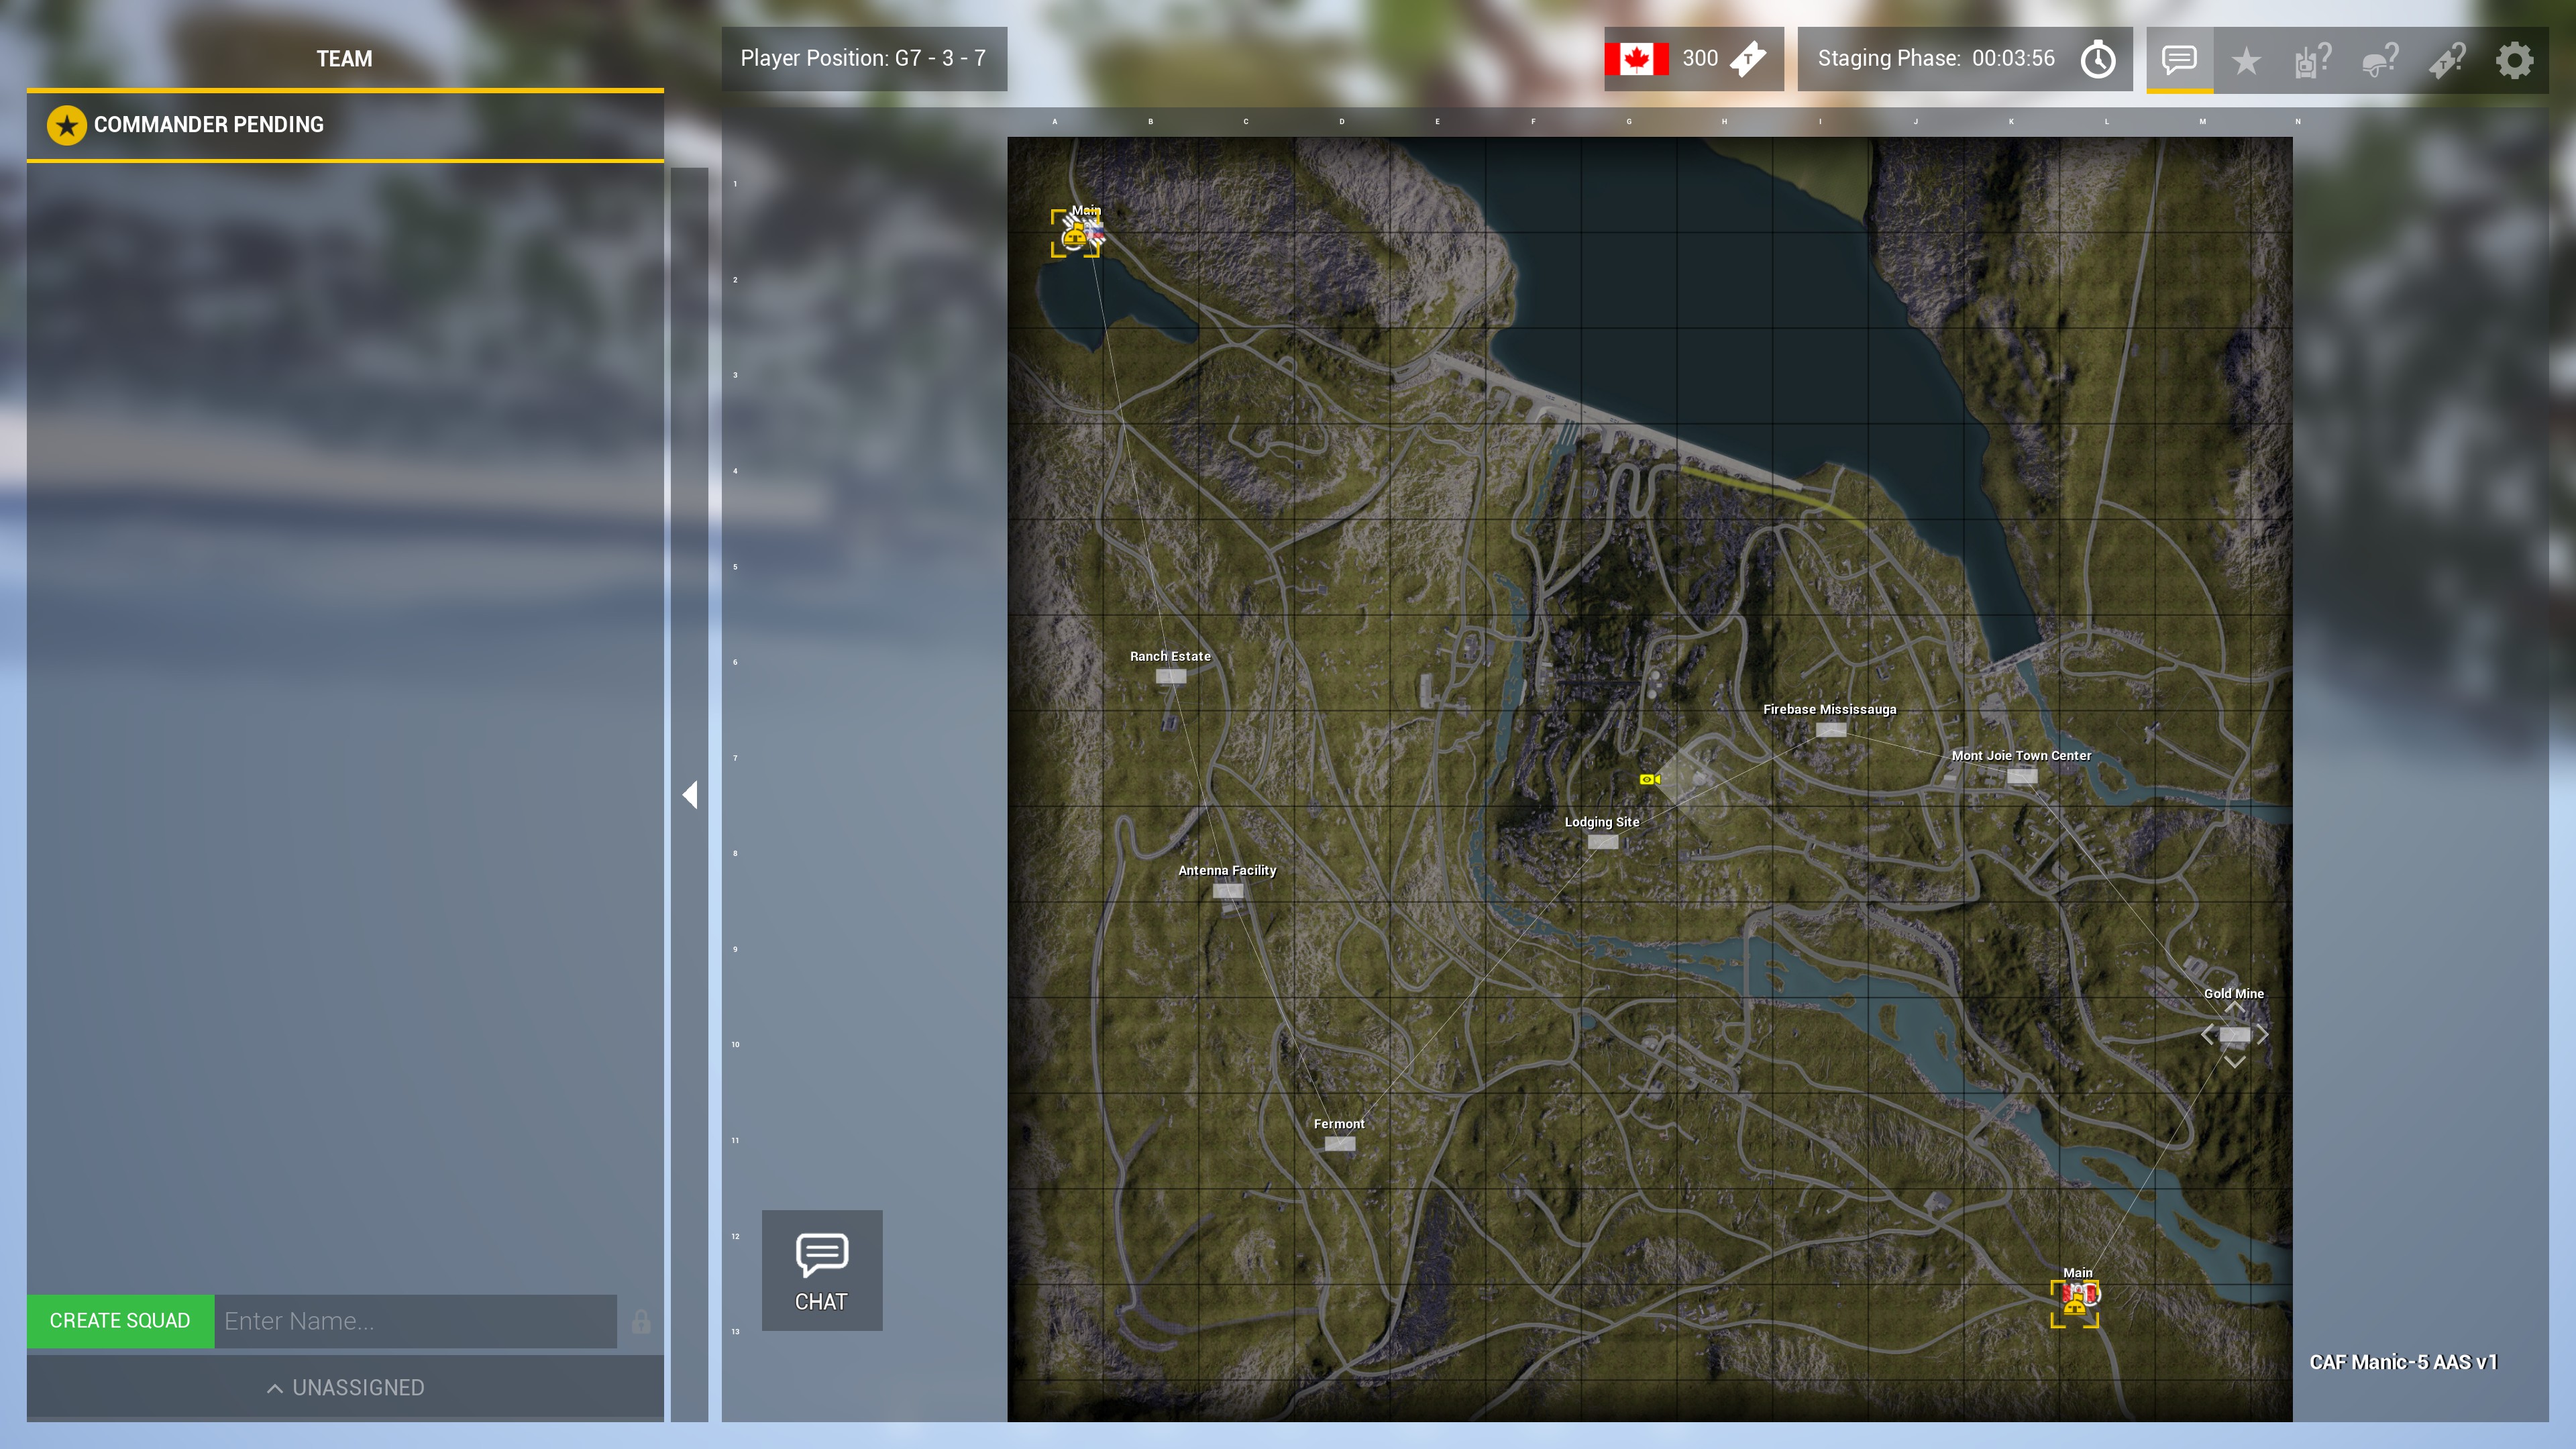 TEAM
COMMANDER PENDING
Player Position: G7 - 3 - 7
300
T
Staging Phase: 00:03:56
?
?
T?
A B C D E F G H I J K L M N
1
2
3
4
5
6
7
8
9
10
11
12
13
Main
Ranch Estate
Firebase Mississauga
Mont Joie Town Center
Lodging Site
Antenna Facility
Gold Mine
Fermont
Main
CHAT
CREATE SQUAD
Enter Name...
UNASSIGNED
CAF Manic-5 AAS v1